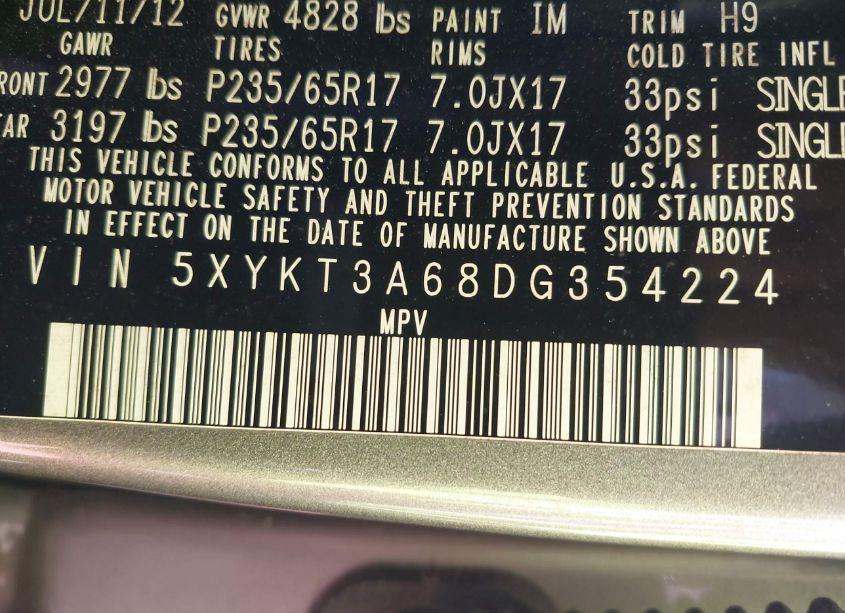 JUL/11/12 GVWR 4828 lbs PAINT IM TRIM H9
GAWR TIRES RIMS COLD TIRE INFL
RONT 2977 lbs P235/65R17 7.0JX17 33psi SINGLE
AR 3197 lbs P235/65R17 7.0JX17 33psi SINGLE
THIS VEHICLE CONFORMS TO ALL APPLICABLE U.S.A. FEDERAL
MOTOR VEHICLE SAFETY AND THEFT PREVENTION STANDARDS
IN EFFECT ON THE DATE OF MANUFACTURE SHOWN ABOVE
VIN 5XYKT3A68DG354224
MPV